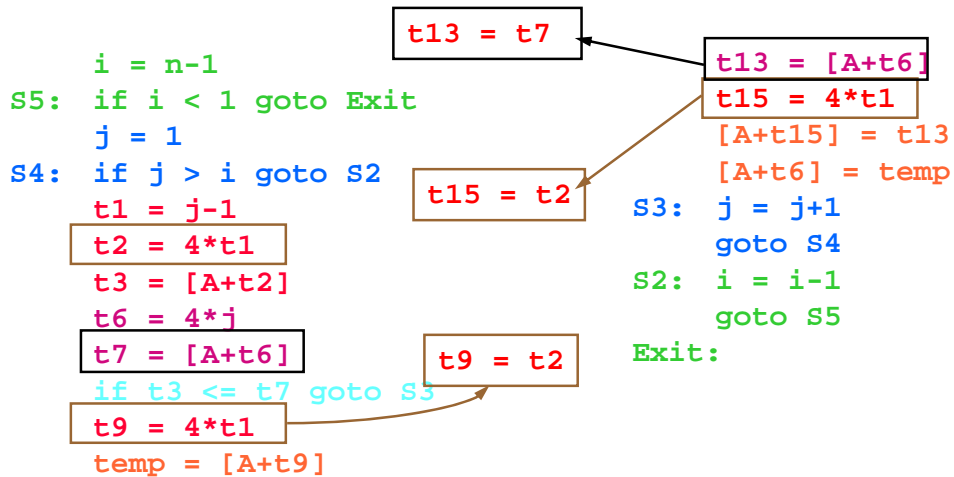 i = n-1
S5: if i < 1 goto Exit
j = 1
S4: if j > i goto S2
t1 = j-1
t2 = 4*t1
t3 = [A+t2]
t6 = 4*j
t7 = [A+t6]
if t3 <= t7 goto S3
t9 = 4*t1
temp = [A+t9]
t13 = t7
t15 = t2
t9 = t2
t13 = [A+t6]
t15 = 4*t1
[A+t15] = t13
[A+t6] = temp
S3: j = j+1
goto S4
S2: i = i-1
goto S5
Exit: